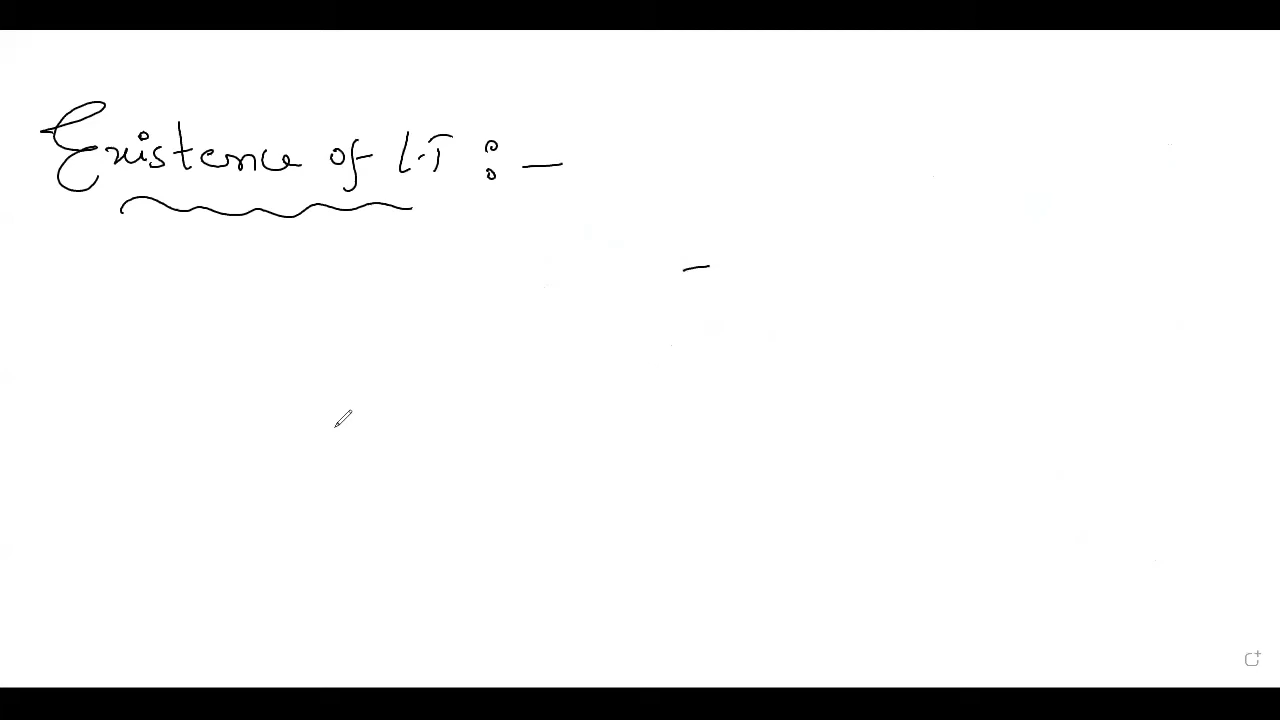 Existence of L.T :-
-